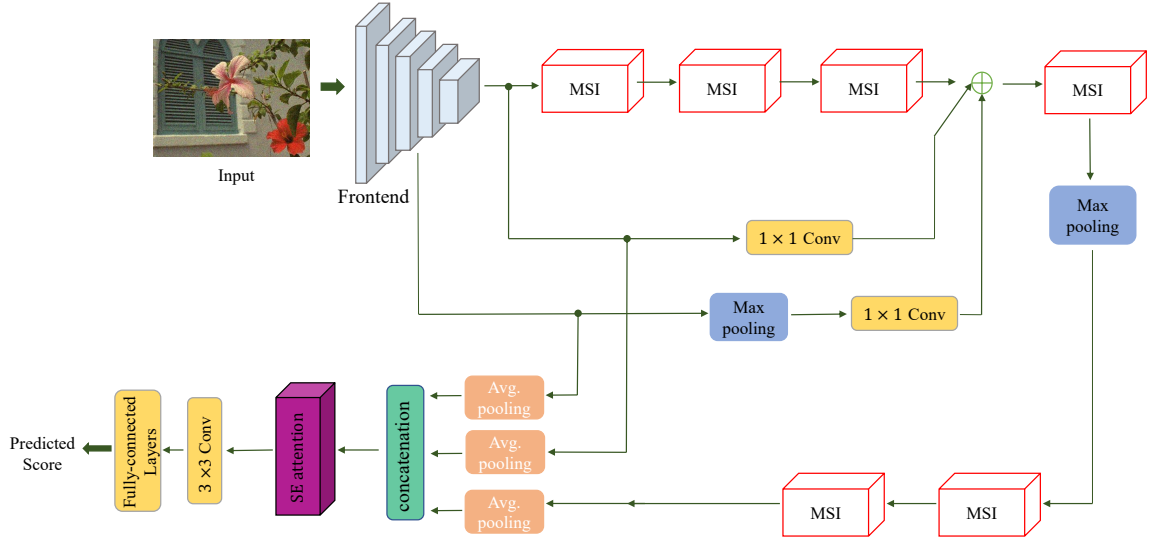 MSI
MSI
MSI
MSI
Input
Frontend
Max
pooling
1 × 1 Conv
Max
pooling
1 × 1 Conv
Avg.
pooling
Avg.
pooling
Avg.
pooling
concatenation
SE attention
3 ×3 Conv
Fully-connected
Layers
Predicted
Score
MSI
MSI